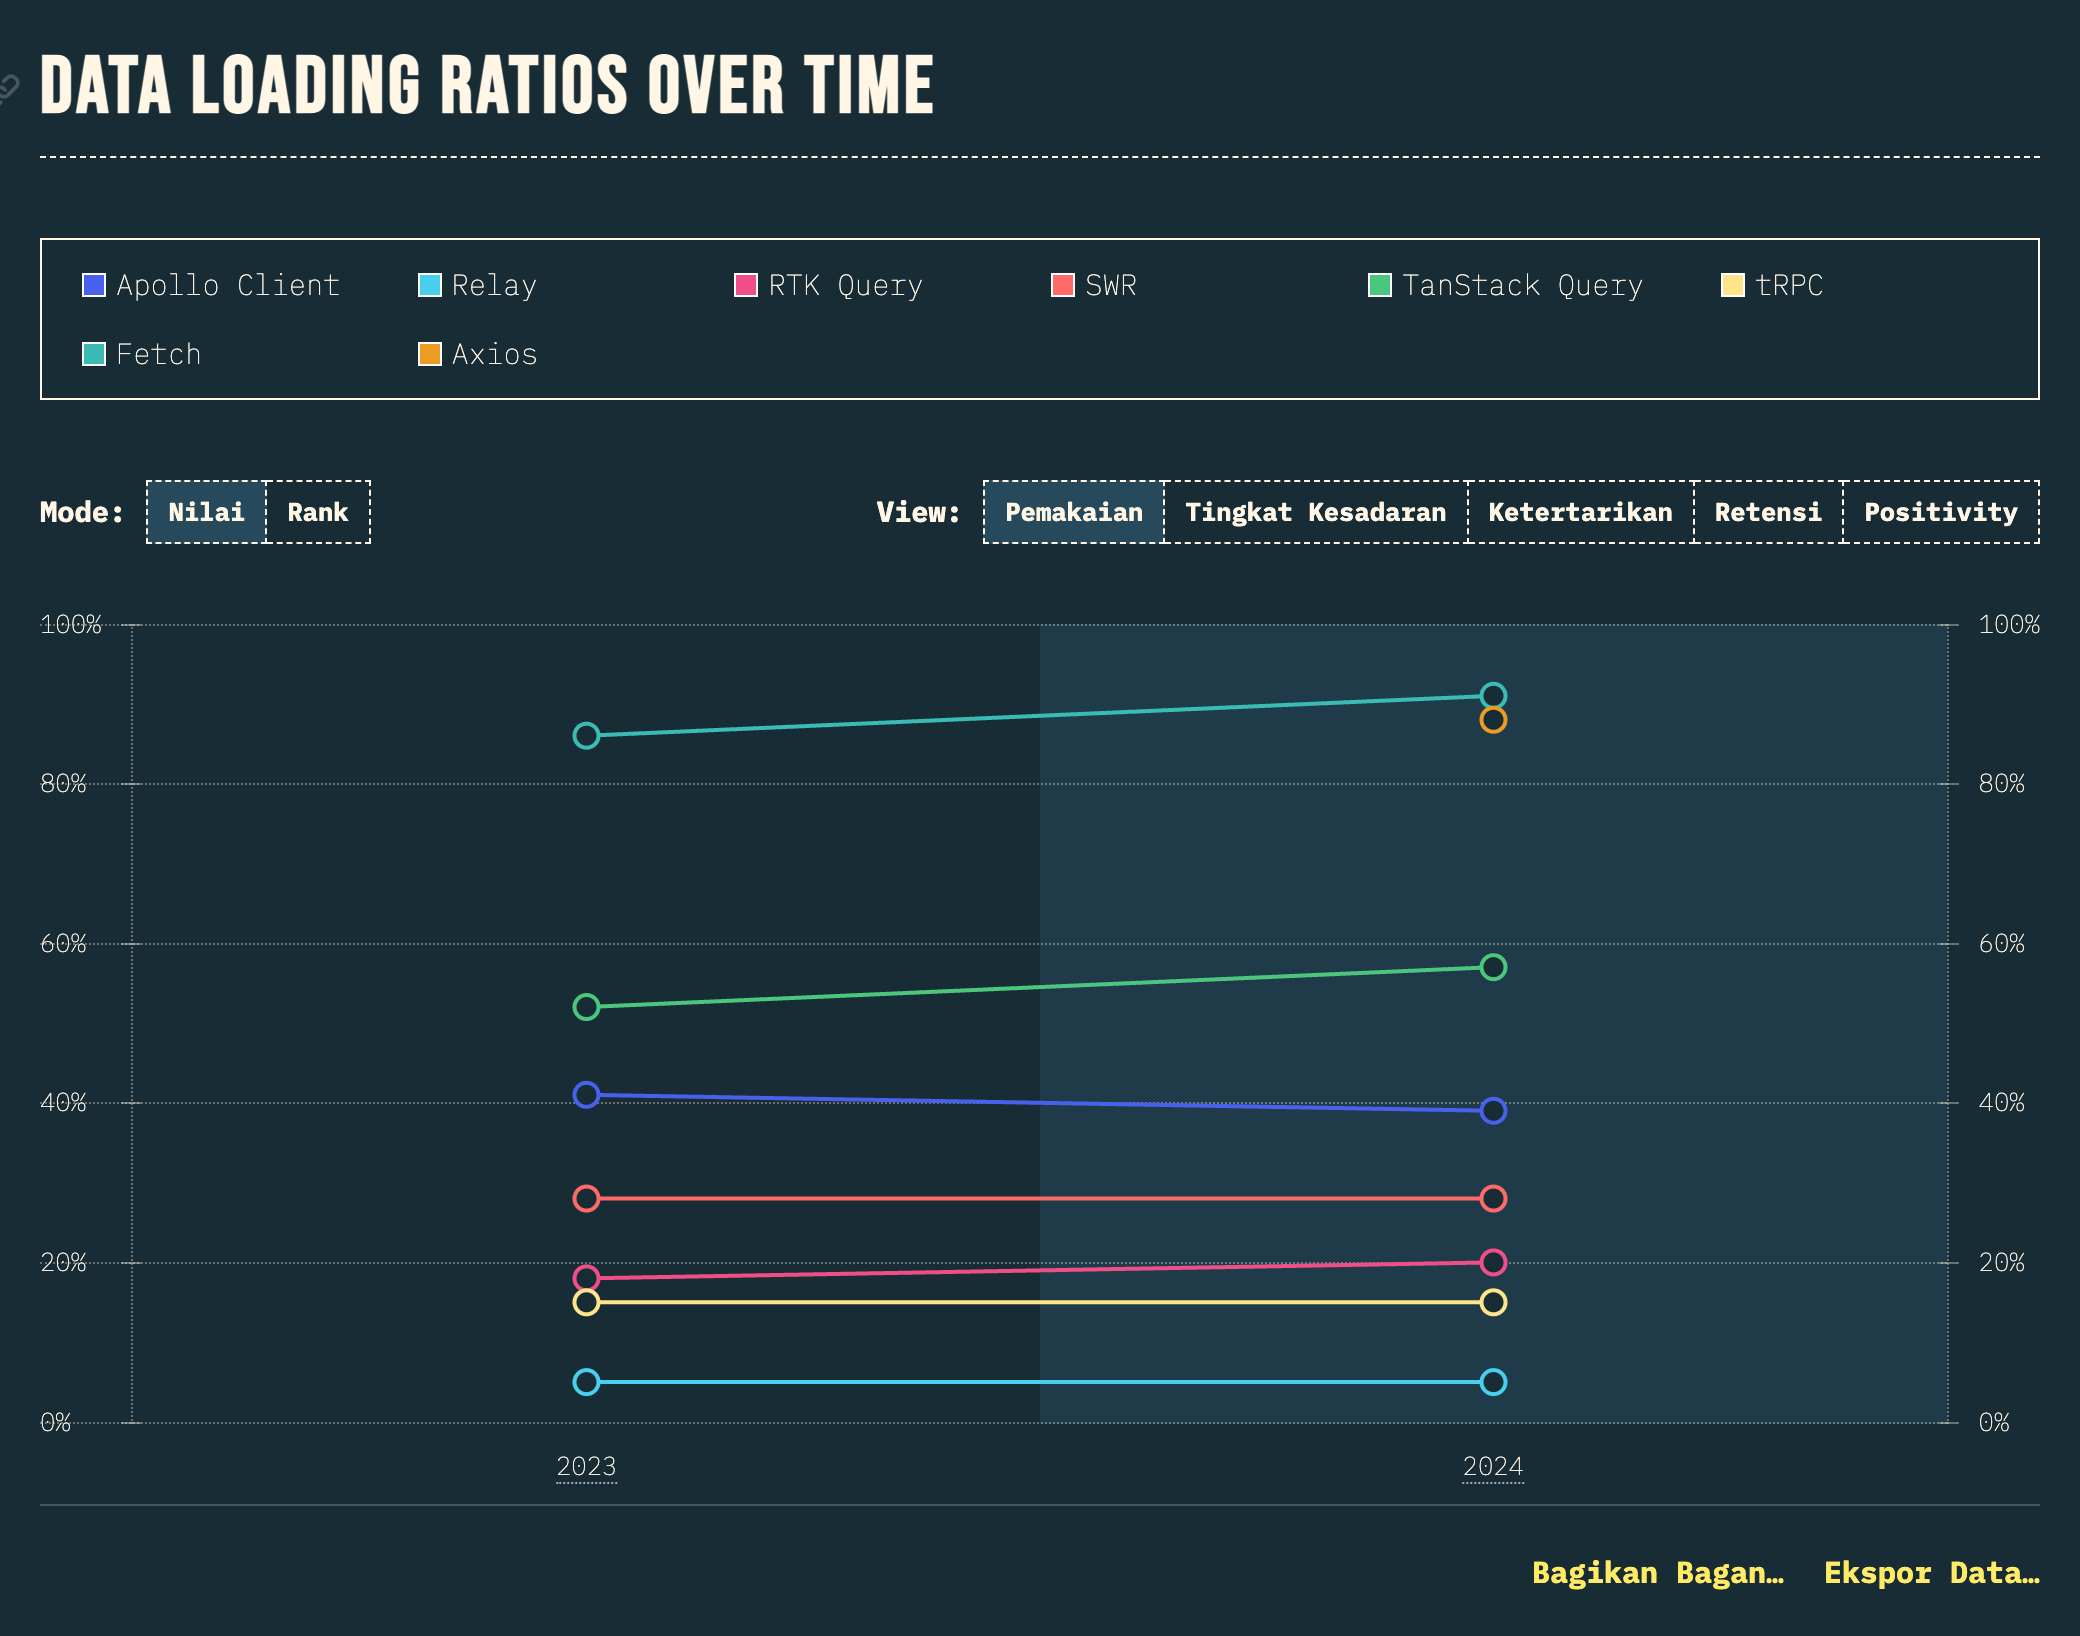 DATA LOADING RATIOS OVER TIME
Apollo Client Relay RTK Query SWR TanStack Query tRPC
Fetch Axios
Mode: Nilai Rank View: Pemakaian Tingkat Kesadaran Ketertarikan Retensi Positivity
100% 100%
80% 80%
60% 60%
40% 40%
20% 20%
0% 0%
2023 2024
Bagikan Bagan… Ekspor Data…